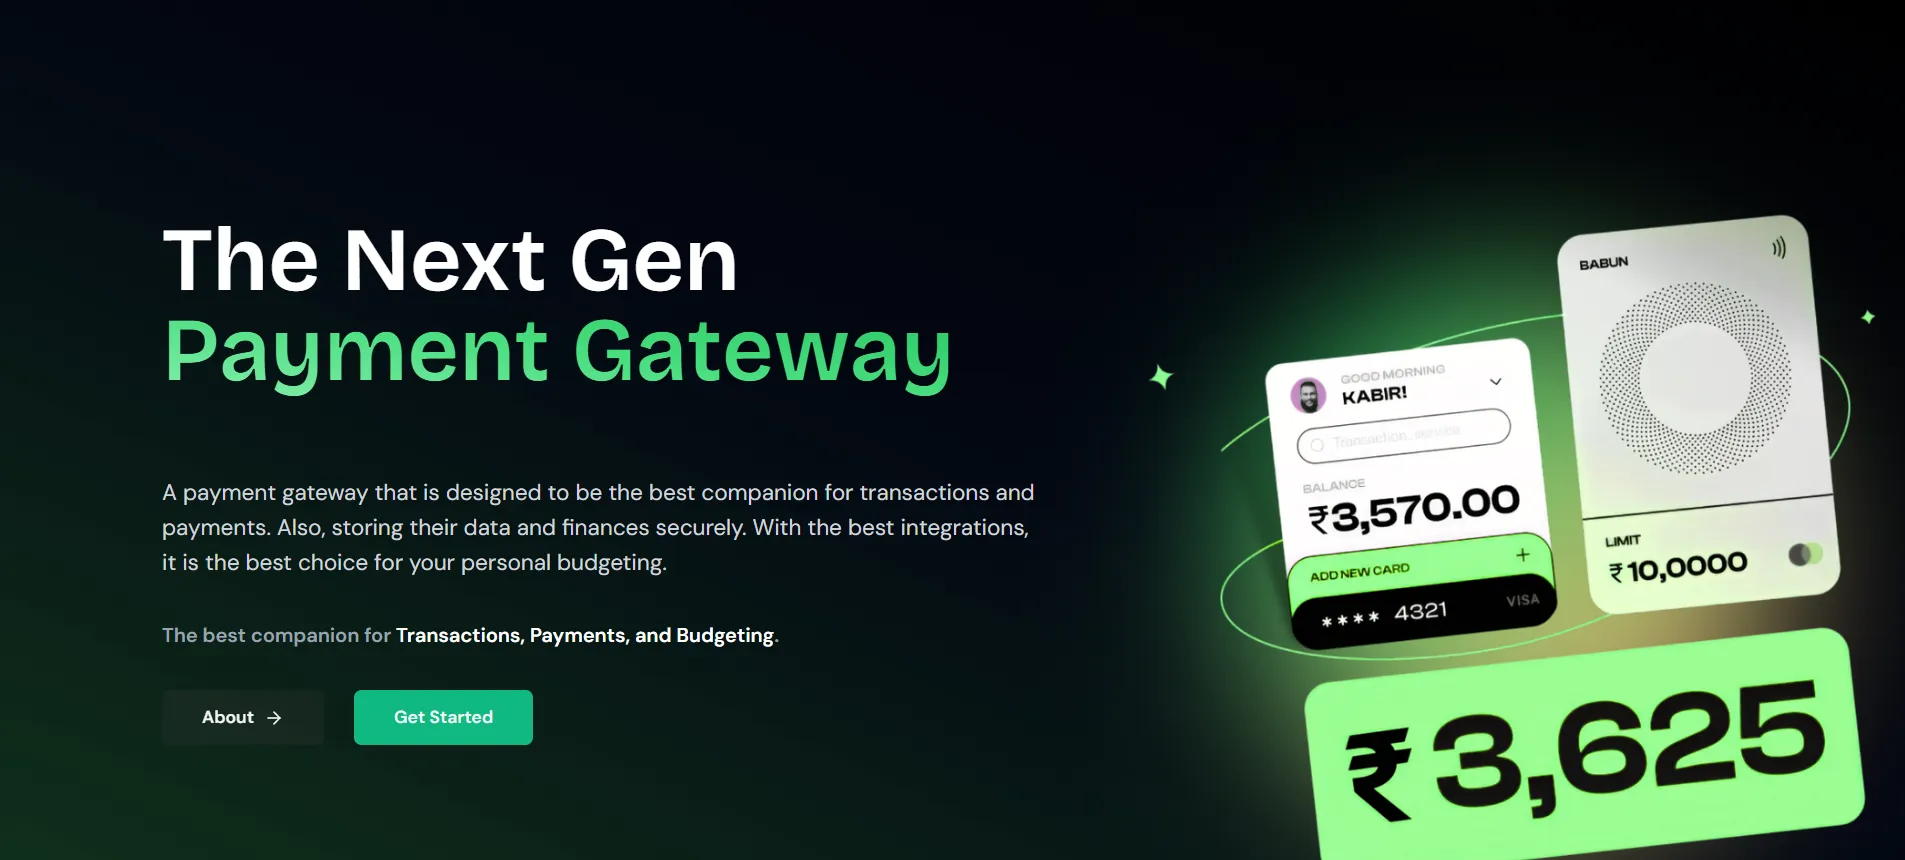 The Next Gen
Payment Gateway
A payment gateway that is designed to be the best companion for transactions and
payments. Also, storing their data and finances securely. With the best integrations,
it is the best choice for your personal budgeting.
The best companion for Transactions, Payments, and Budgeting.
About →
Get Started
GOOD MORNING
KABIR!
Transaction, service
BALANCE
₹3,570.00
ADD NEW CARD +
**** 4321 VISA
BABUN
LIMIT
₹10,0000
₹3,625